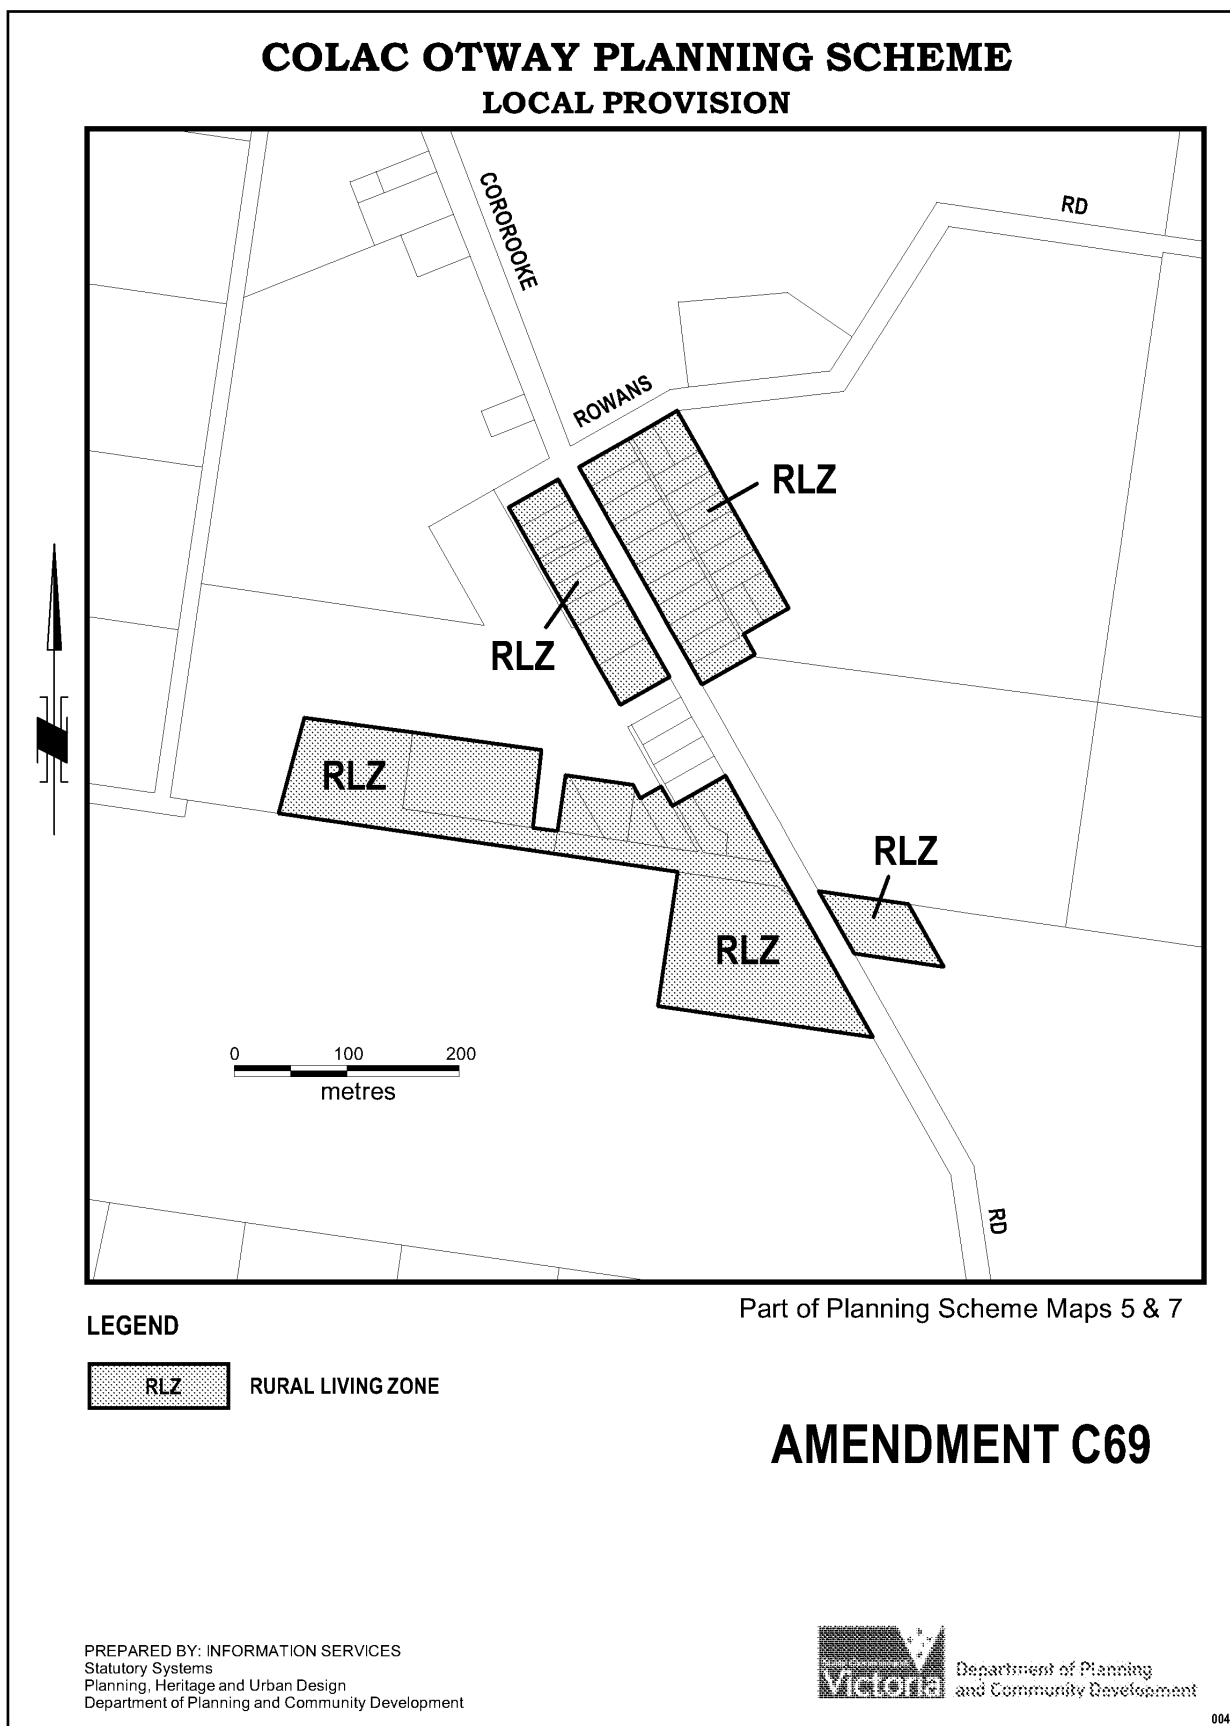 COLAC OTWAY PLANNING SCHEME
LOCAL PROVISION
COROROOKE
RD
ROWANS
RLZ
RLZ
RLZ
RLZ
RLZ
0 100 200
metres
RD
Part of Planning Scheme Maps 5 & 7
LEGEND
RLZ RURAL LIVING ZONE
AMENDMENT C69
PREPARED BY: INFORMATION SERVICES
Statutory Systems
Planning, Heritage and Urban Design
Department of Planning and Community Development
Victoria
Department of Planning
and Community Development
004